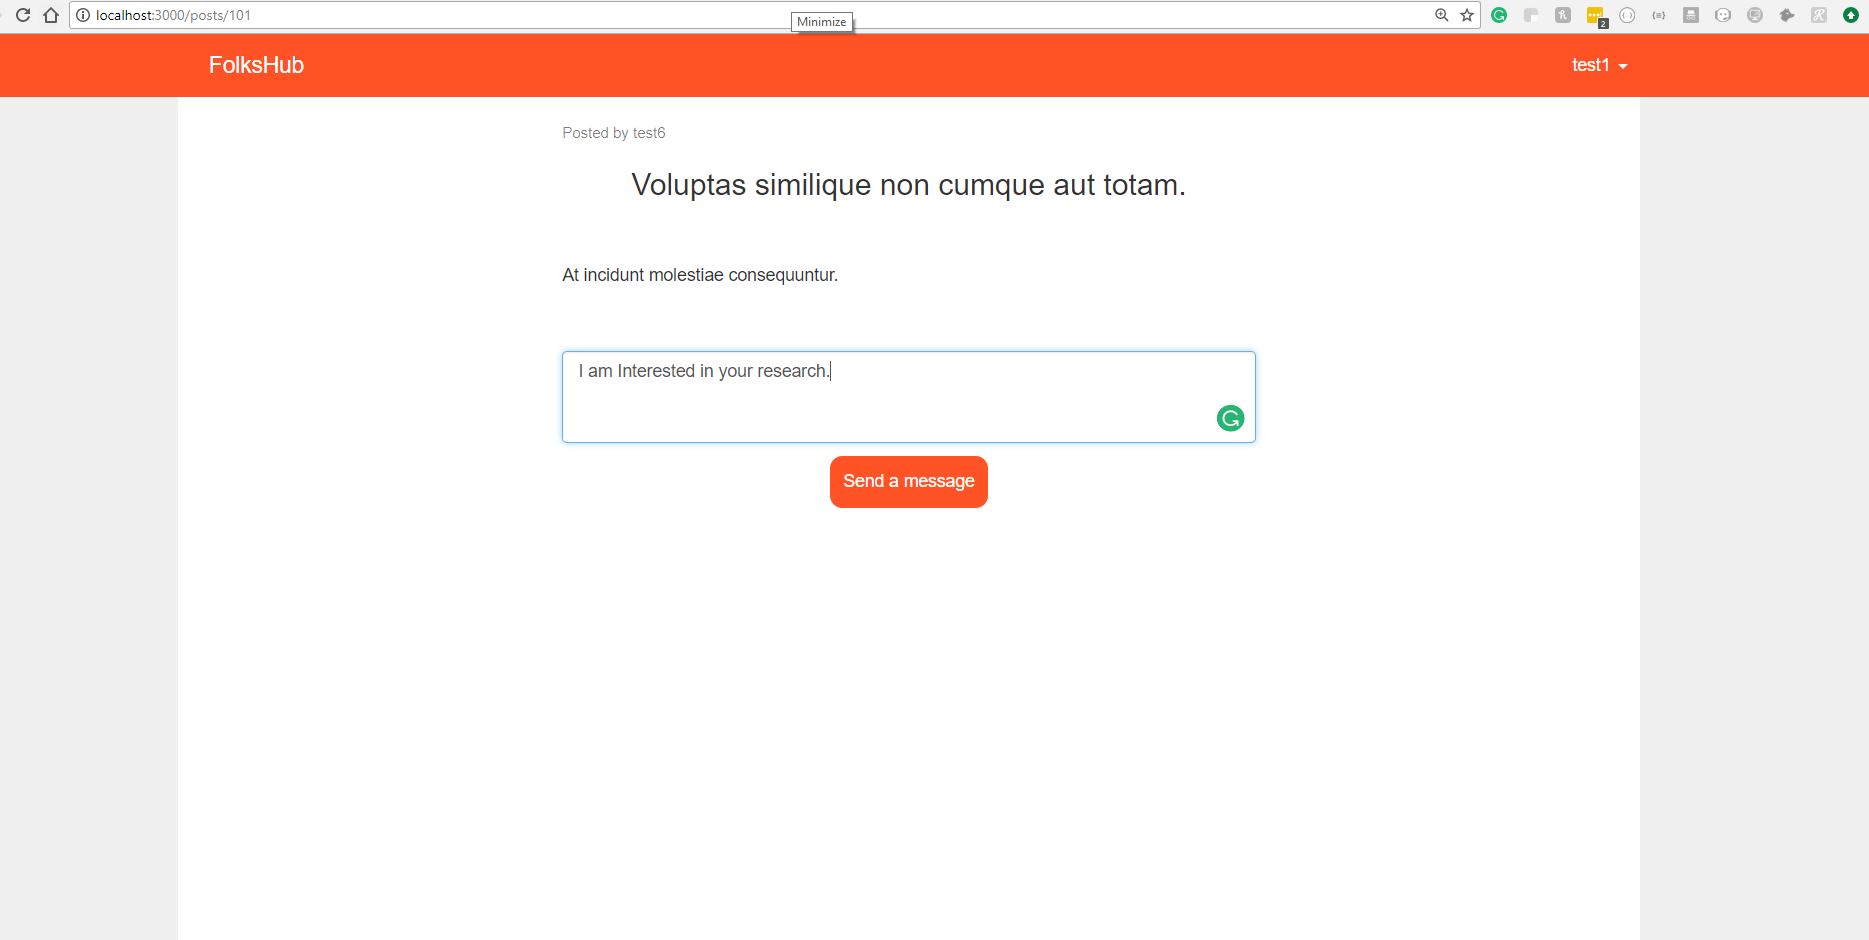 localhost:3000/posts/101
Minimize
2
FolksHub
test1
Posted by test6
Voluptas similique non cumque aut totam.
At incidunt molestiae consequuntur.
I am Interested in your research.
Send a message